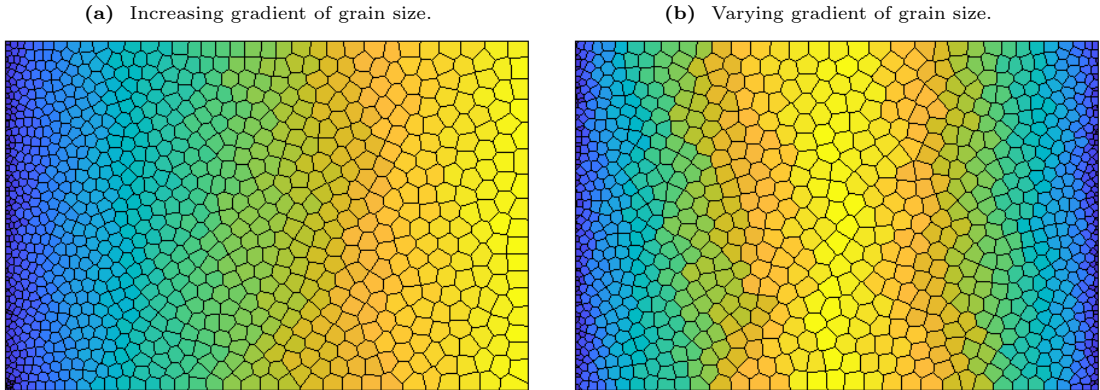 (a) Increasing gradient of grain size.
(b) Varying gradient of grain size.